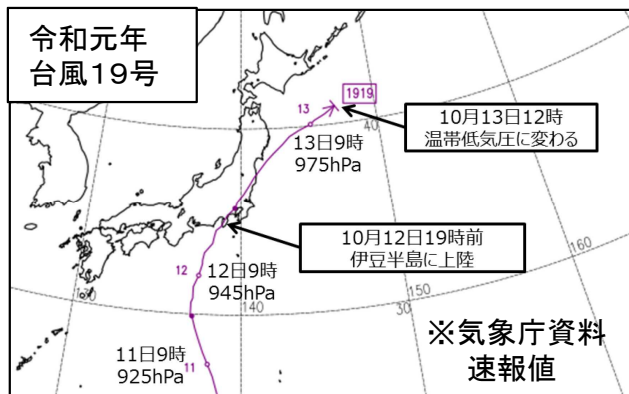 令和元年
台風19号
13
1919
10月13日12時
温帯低気圧に変わる
40
13日9時
975hPa
10月12日19時前
伊豆半島に上陸
160
12
12日9時
945hPa
150
130
140
30
11日9時
925hPa
11
※気象庁資料
速報値